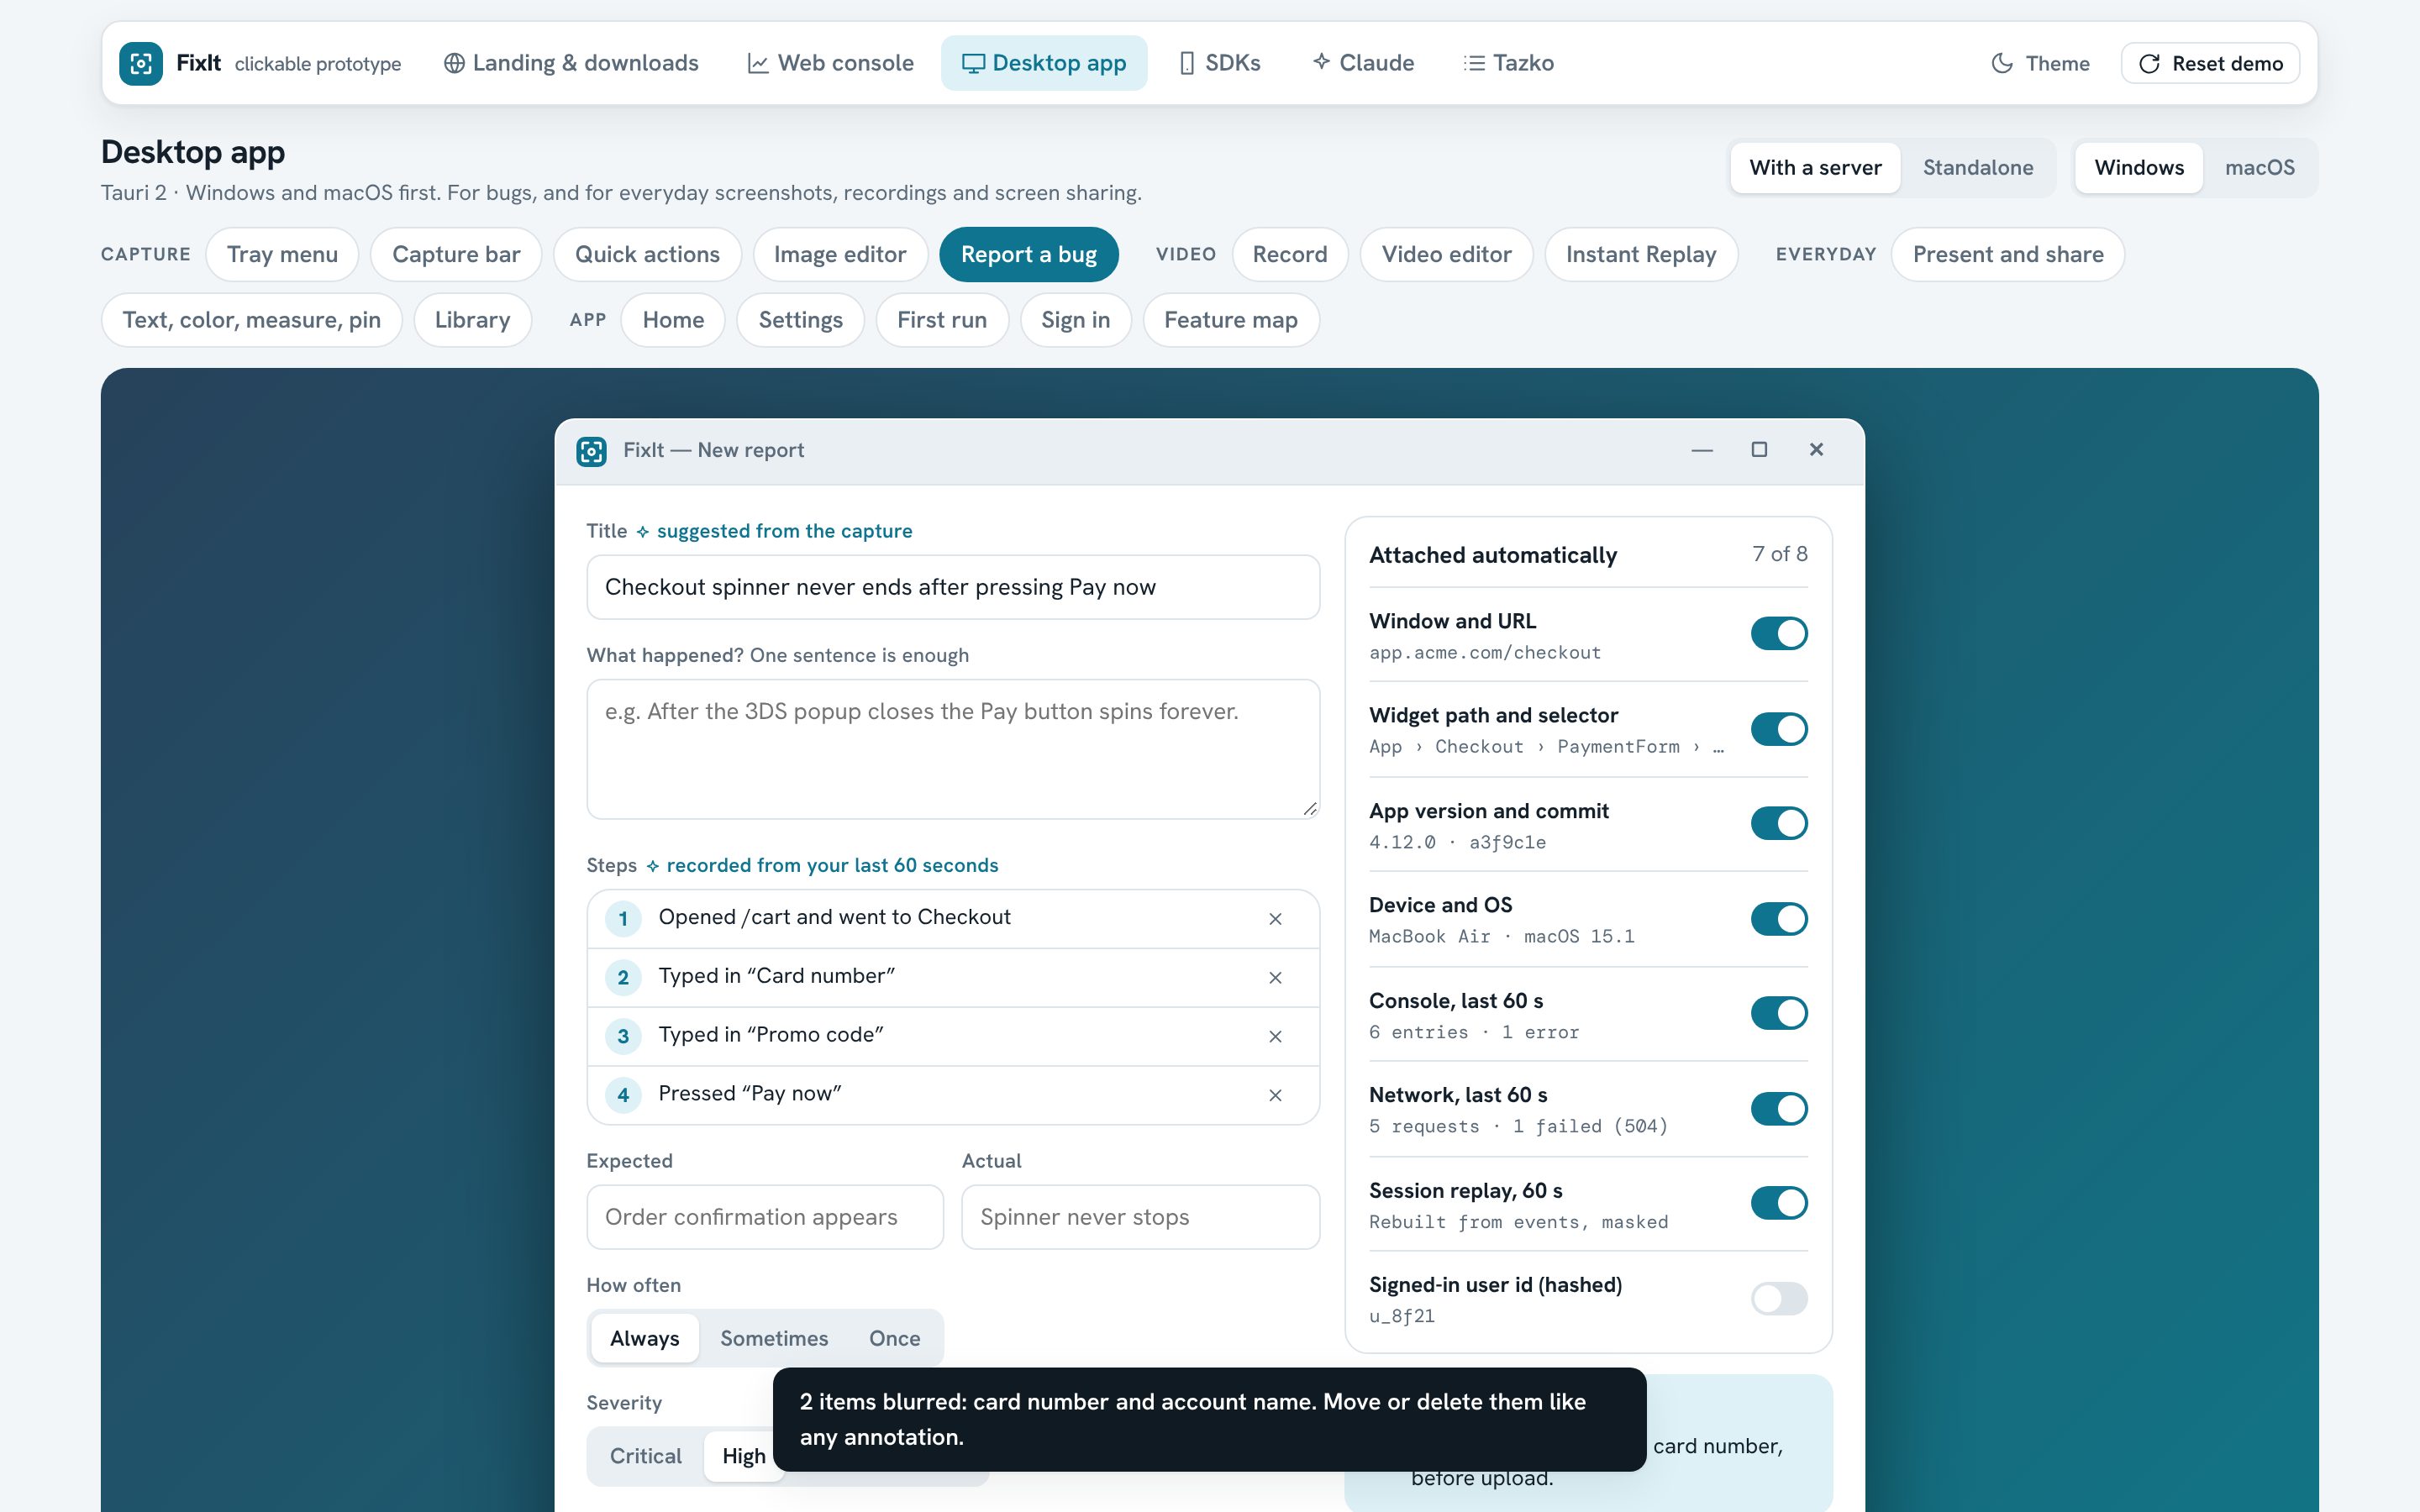 FixIt clickable prototype
Landing & downloads
Web console
Desktop app
SDKs
Claude
Tazko
Theme
Reset demo
Desktop app
Tauri 2 · Windows and macOS first. For bugs, and for everyday screenshots, recordings and screen sharing.
With a server
Standalone
Windows
macOS
CAPTURE
Tray menu
Capture bar
Quick actions
Image editor
Report a bug
VIDEO
Record
Video editor
Instant Replay
EVERYDAY
Present and share
Text, color, measure, pin
Library
APP
Home
Settings
First run
Sign in
Feature map
FixIt — New report
Title suggested from the capture
Checkout spinner never ends after pressing Pay now
What happened? One sentence is enough
e.g. After the 3DS popup closes the Pay button spins forever.
Steps recorded from your last 60 seconds
1 Opened /cart and went to Checkout
2 Typed in “Card number”
3 Typed in “Promo code”
4 Pressed “Pay now”
Expected
Order confirmation appears
Actual
Spinner never stops
How often
Always
Sometimes
Once
Severity
Critical
High
Attached automatically
7 of 8
Window and URL
app.acme.com/checkout
Widget path and selector
App › Checkout › PaymentForm › …
App version and commit
4.12.0 · a3f9c1e
Device and OS
MacBook Air · macOS 15.1
Console, last 60 s
6 entries · 1 error
Network, last 60 s
5 requests · 1 failed (504)
Session replay, 60 s
Rebuilt from events, masked
Signed-in user id (hashed)
u_8f21
card number,
before upload.
2 items blurred: card number and account name. Move or delete them like
any annotation.